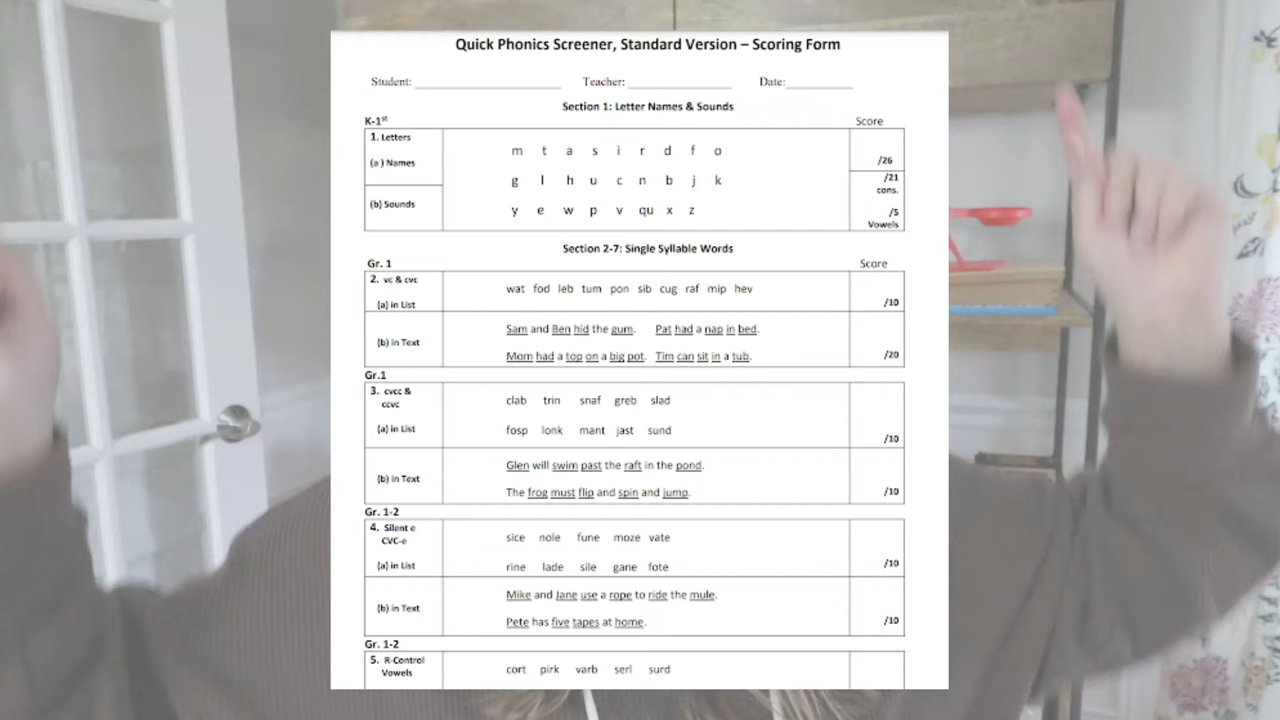 Quick Phonics Screener, Standard Version – Scoring Form
Student: ____________ Teacher: ____________ Date: ____________
Section 1: Letter Names & Sounds
K-1st Score
1. Letters
m t a s i r d f o
(a) Names /26
g l h u c n b j k /21
cons.
(b) Sounds
y e w p v qu x z /5
Vowels
Section 2-7: Single Syllable Words
Gr. 1 Score
2. vc & cvc
wat fod leb tum pon sib cug raf mip hev
(a) in List /10
Sam and Ben hid the gum. Pat had a nap in bed.
(b) in Text
Mom had a top on a big pot. Tim can sit in a tub. /20
Gr.1
3. cvcc &
ccvc
clab trin snaf greb slad
(a) in List
fosp lonk mant jast sund /10
Glen will swim past the raft in the pond.
(b) in Text
The frog must flip and spin and jump. /10
Gr. 1-2
4. Silent e
CVC-e
sice nole fune moze vate
(a) in List
rine lade sile gane fote /10
Mike and Jane use a rope to ride the mule.
(b) in Text
Pete has five tapes at home. /10
Gr. 1-2
5. R-Control
Vowels
cort pirk varb serl surd